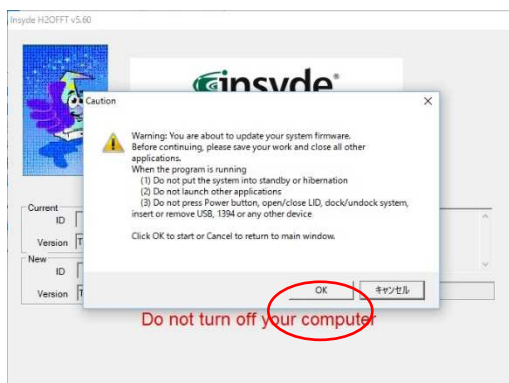 Insyde H2OFFT v5.60
insyde®
Caution
Warning: You are about to update your system firmware.
Before continuing, please save your work and close all other
applications.
When the program is running
(1) Do not put the system into standby or hibernation
(2) Do not launch other applications
(3) Do not press Power button, open/close LID, dock/undock system,
insert or remove USB, 1394 or any other device
Click OK to start or Cancel to return to main window.
OK キャンセル
Current
ID
Version T
New
ID
Version T
Do not turn off your computer